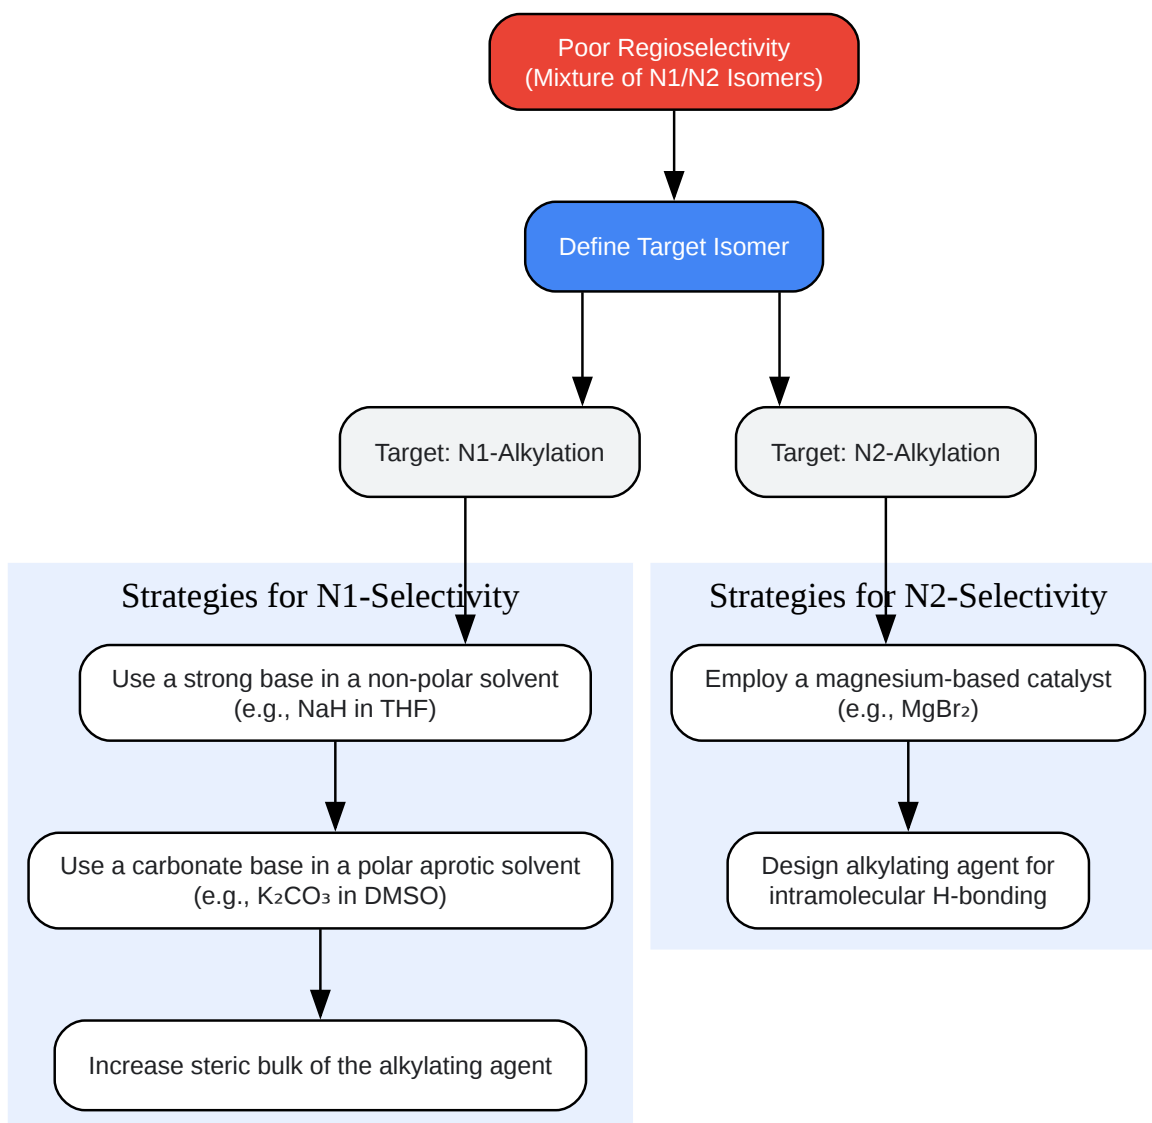 Poor Regioselectivity
(Mixture of N1/N2 Isomers)
Define Target Isomer
Target: N1-Alkylation
Target: N2-Alkylation
Strategies for N1-Selectivity
Use a strong base in a non-polar solvent
(e.g., NaH in THF)
Use a carbonate base in a polar aprotic solvent
(e.g., K₂CO₃ in DMSO)
Increase steric bulk of the alkylating agent
Strategies for N2-Selectivity
Employ a magnesium-based catalyst
(e.g., MgBr₂)
Design alkylating agent for
intramolecular H-bonding